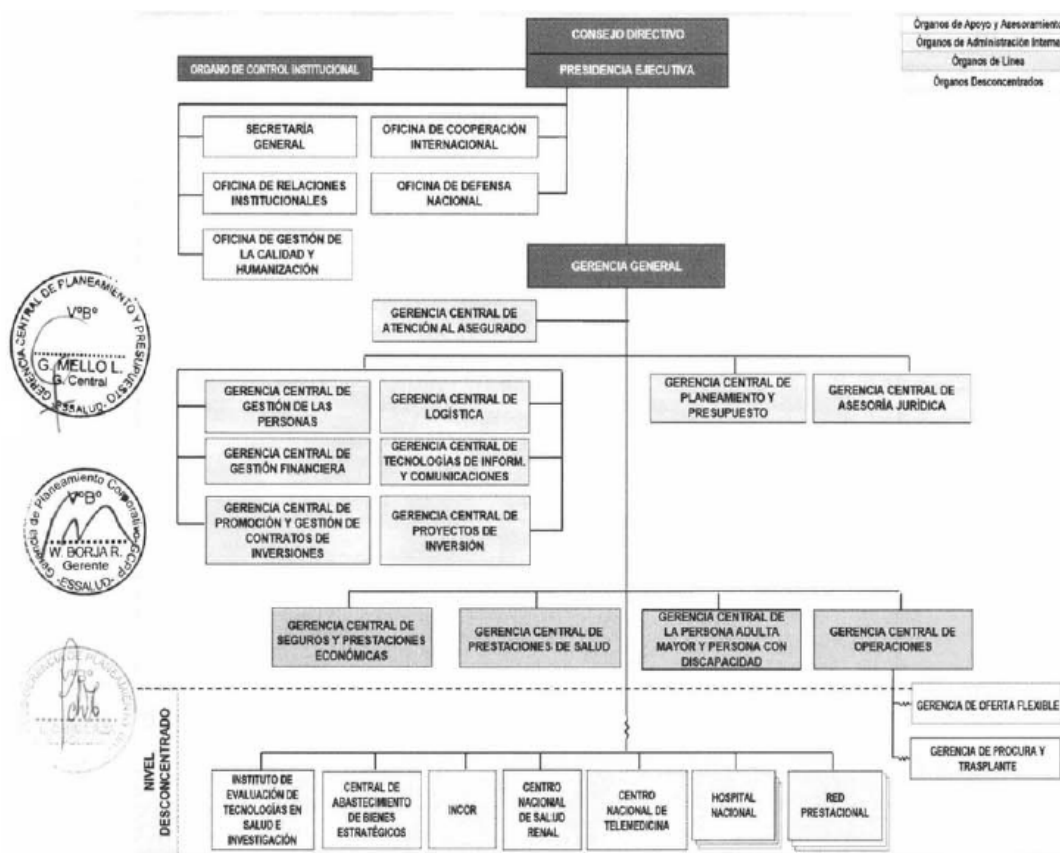 CONSEJO DIRECTIVO
ORGANO DE CONTROL INSTITUCIONAL
PRESIDENCIA EJECUTIVA
Órganos de Apoyo y Asesoramiento
Órganos de Administración Interna
Órganos de Línea
Órganos Desconcentrados
SECRETARÍA
GENERAL
OFICINA DE COOPERACIÓN
INTERNACIONAL
OFICINA DE RELACIONES
INSTITUCIONALES
OFICINA DE DEFENSA
NACIONAL
OFICINA DE GESTIÓN DE
LA CALIDAD Y
HUMANIZACIÓN
GERENCIA GENERAL
GERENCIA CENTRAL DE
ATENCIÓN AL ASEGURADO
GERENCIA CENTRAL DE
GESTIÓN DE LAS
PERSONAS
GERENCIA CENTRAL DE
LOGÍSTICA
GERENCIA CENTRAL DE
PLANEAMIENTO Y
PRESUPUESTO
GERENCIA CENTRAL DE
ASESORÍA JURÍDICA
GERENCIA CENTRAL DE
GESTIÓN FINANCIERA
GERENCIA CENTRAL DE
TECNOLOGÍAS DE INFORM.
Y COMUNICACIONES
GERENCIA CENTRAL DE
PROMOCIÓN Y GESTIÓN DE
CONTRATOS DE
INVERSIONES
GERENCIA CENTRAL DE
PROYECTOS DE
INVERSIÓN
GERENCIA CENTRAL DE PLANEAMIENTO Y PRESUPUESTO
V°B°
G. MELLO L.
G. Central
-ESSALUD-
Gerencia de Planeamiento Corporativo GCPP
V°B°
W. BORJA R.
Gerente
-ESSALUD-
GERENCIA CENTRAL DE
SEGUROS Y PRESTACIONES
ECONÓMICAS
GERENCIA CENTRAL DE
PRESTACIONES DE SALUD
GERENCIA CENTRAL DE
LA PERSONA ADULTA
MAYOR Y PERSONA CON
DISCAPACIDAD
GERENCIA CENTRAL DE
OPERACIONES
V°B°
GERENCIA DE OFERTA FLEXIBLE
GERENCIA DE PROCURA Y
TRASPLANTE
NIVEL
DESCONCENTRADO
INSTITUTO DE
EVALUACIÓN DE
TECNOLOGÍAS EN
SALUD E
INVESTIGACIÓN
CENTRAL DE
ABASTECIMIENTO
DE BIENES
ESTRATÉGICOS
INCOR
CENTRO
NACIONAL
DE SALUD
RENAL
CENTRO
NACIONAL DE
TELEMEDICINA
HOSPITAL
NACIONAL
RED
PRESTACIONAL